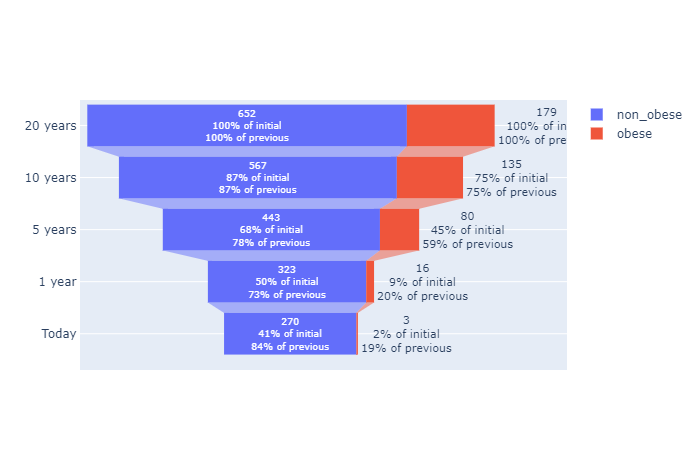 20 years
652
100% of initial
100% of previous
179
100% of in
100% of pre
non_obese
obese
10 years
567
87% of initial
87% of previous
135
75% of initial
75% of previous
5 years
443
68% of initial
78% of previous
80
45% of initial
59% of previous
1 year
323
50% of initial
73% of previous
16
9% of initial
20% of previous
Today
270
41% of initial
84% of previous
3
2% of initial
19% of previous